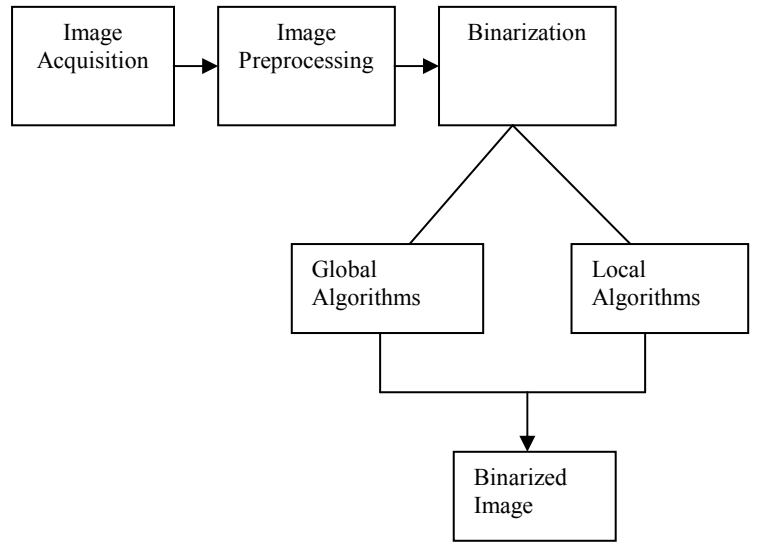 Image
Acquisition
Image
Preprocessing
Binarization
Global
Algorithms
Local
Algorithms
Binarized
Image